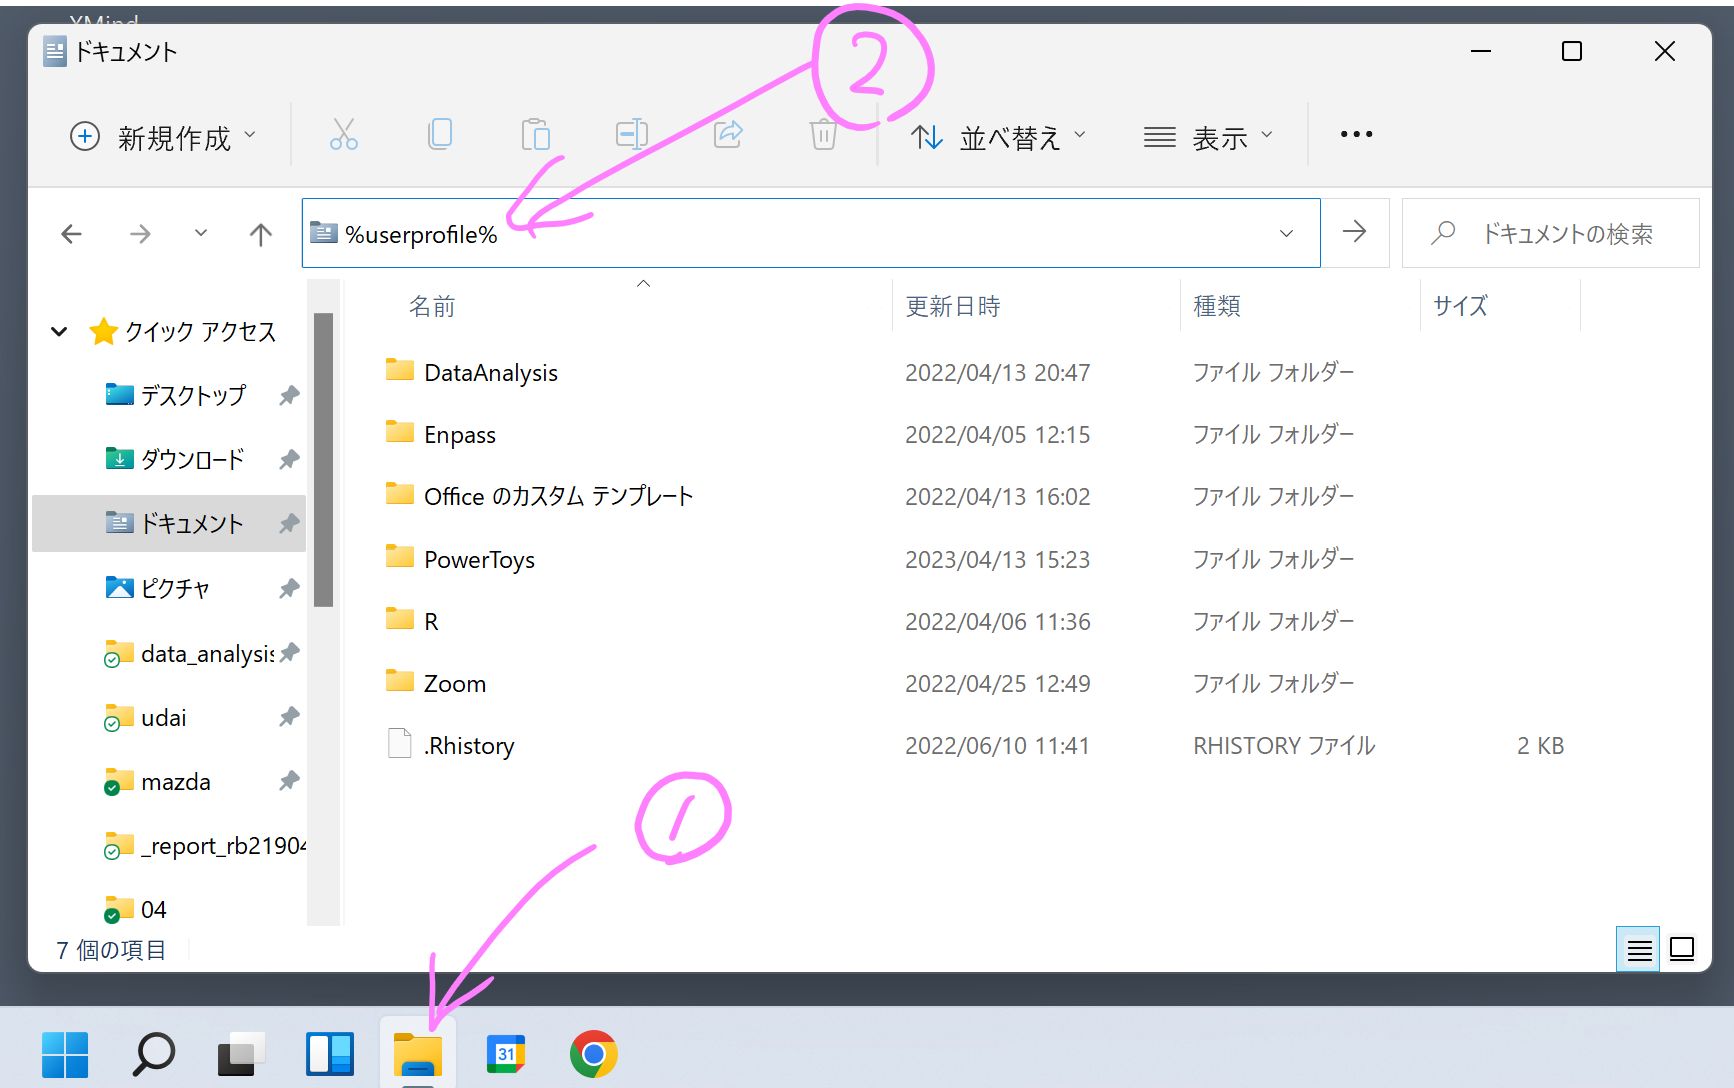 XMind
ドキュメント
2
新規作成
並べ替え
表示
%userprofile%
ドキュメントの検索
クイック アクセス
デスクトップ
ダウンロード
ドキュメント
ピクチャ
data_analysis
udai
mazda
_report_rb21904
04
名前 更新日時 種類 サイズ
DataAnalysis 2022/04/13 20:47 ファイル フォルダー
Enpass 2022/04/05 12:15 ファイル フォルダー
Office のカスタム テンプレート 2022/04/13 16:02 ファイル フォルダー
PowerToys 2023/04/13 15:23 ファイル フォルダー
R 2022/04/06 11:36 ファイル フォルダー
Zoom 2022/04/25 12:49 ファイル フォルダー
.Rhistory 2022/06/10 11:41 RHISTORY ファイル 2 KB
1
7 個の項目
31